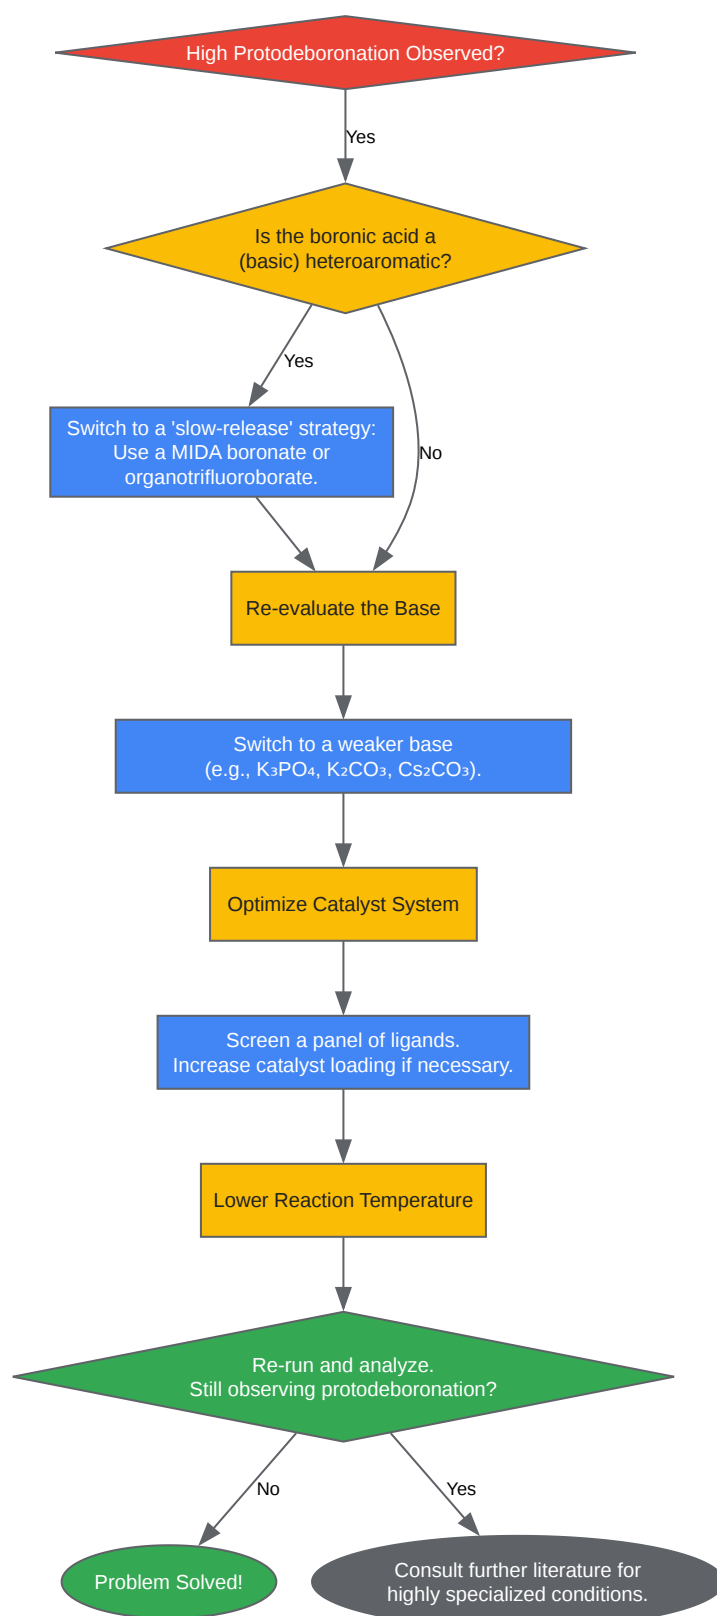 High Protodeboronation Observed?
Yes
Is the boronic acid a
(basic) heteroaromatic?
Yes
Switch to a 'slow-release' strategy:
Use a MIDA boronate or
organotrifluoroborate.
No
Re-evaluate the Base
Switch to a weaker base
(e.g., K₃PO₄, K₂CO₃, Cs₂CO₃).
Optimize Catalyst System
Screen a panel of ligands.
Increase catalyst loading if necessary.
Lower Reaction Temperature
Re-run and analyze.
Still observing protodeboronation?
No
Yes
Problem Solved!
Consult further literature for
highly specialized conditions.